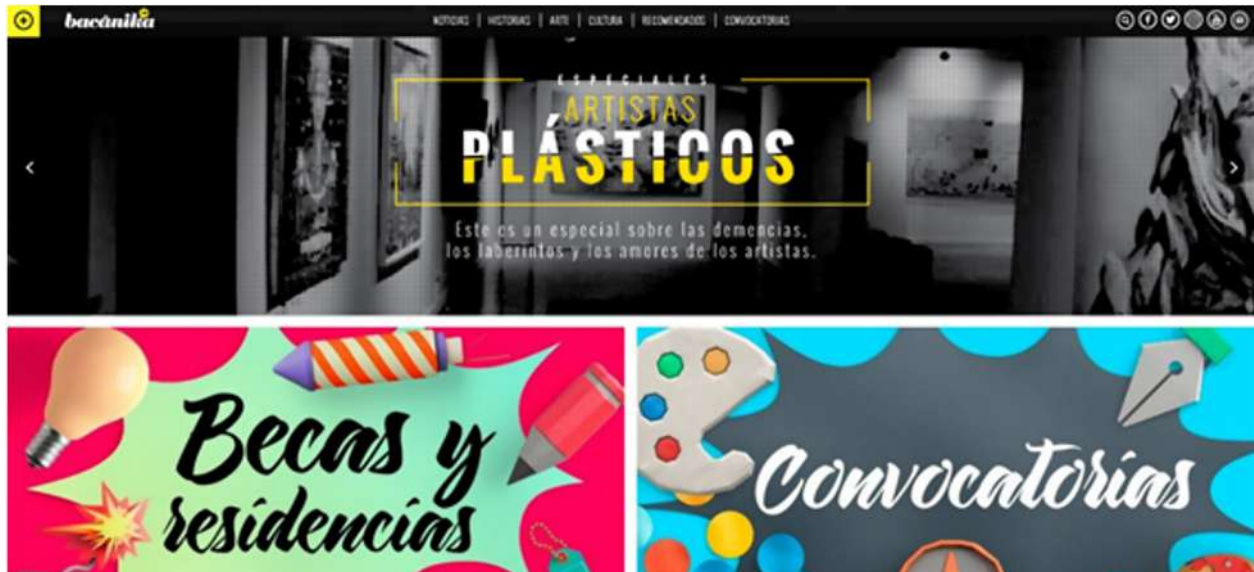 bacánika
NOTICIAS | HISTORIAS | ARTE | CULTURA | RECOMENDADOS | CONVOCATORIAS
ESPECIALES
ARTISTAS
PLÁSTICOS
Este es un especial sobre las demencias,
los laberintos y los amores de los artistas.
Becas y
residencias
Convocatorias